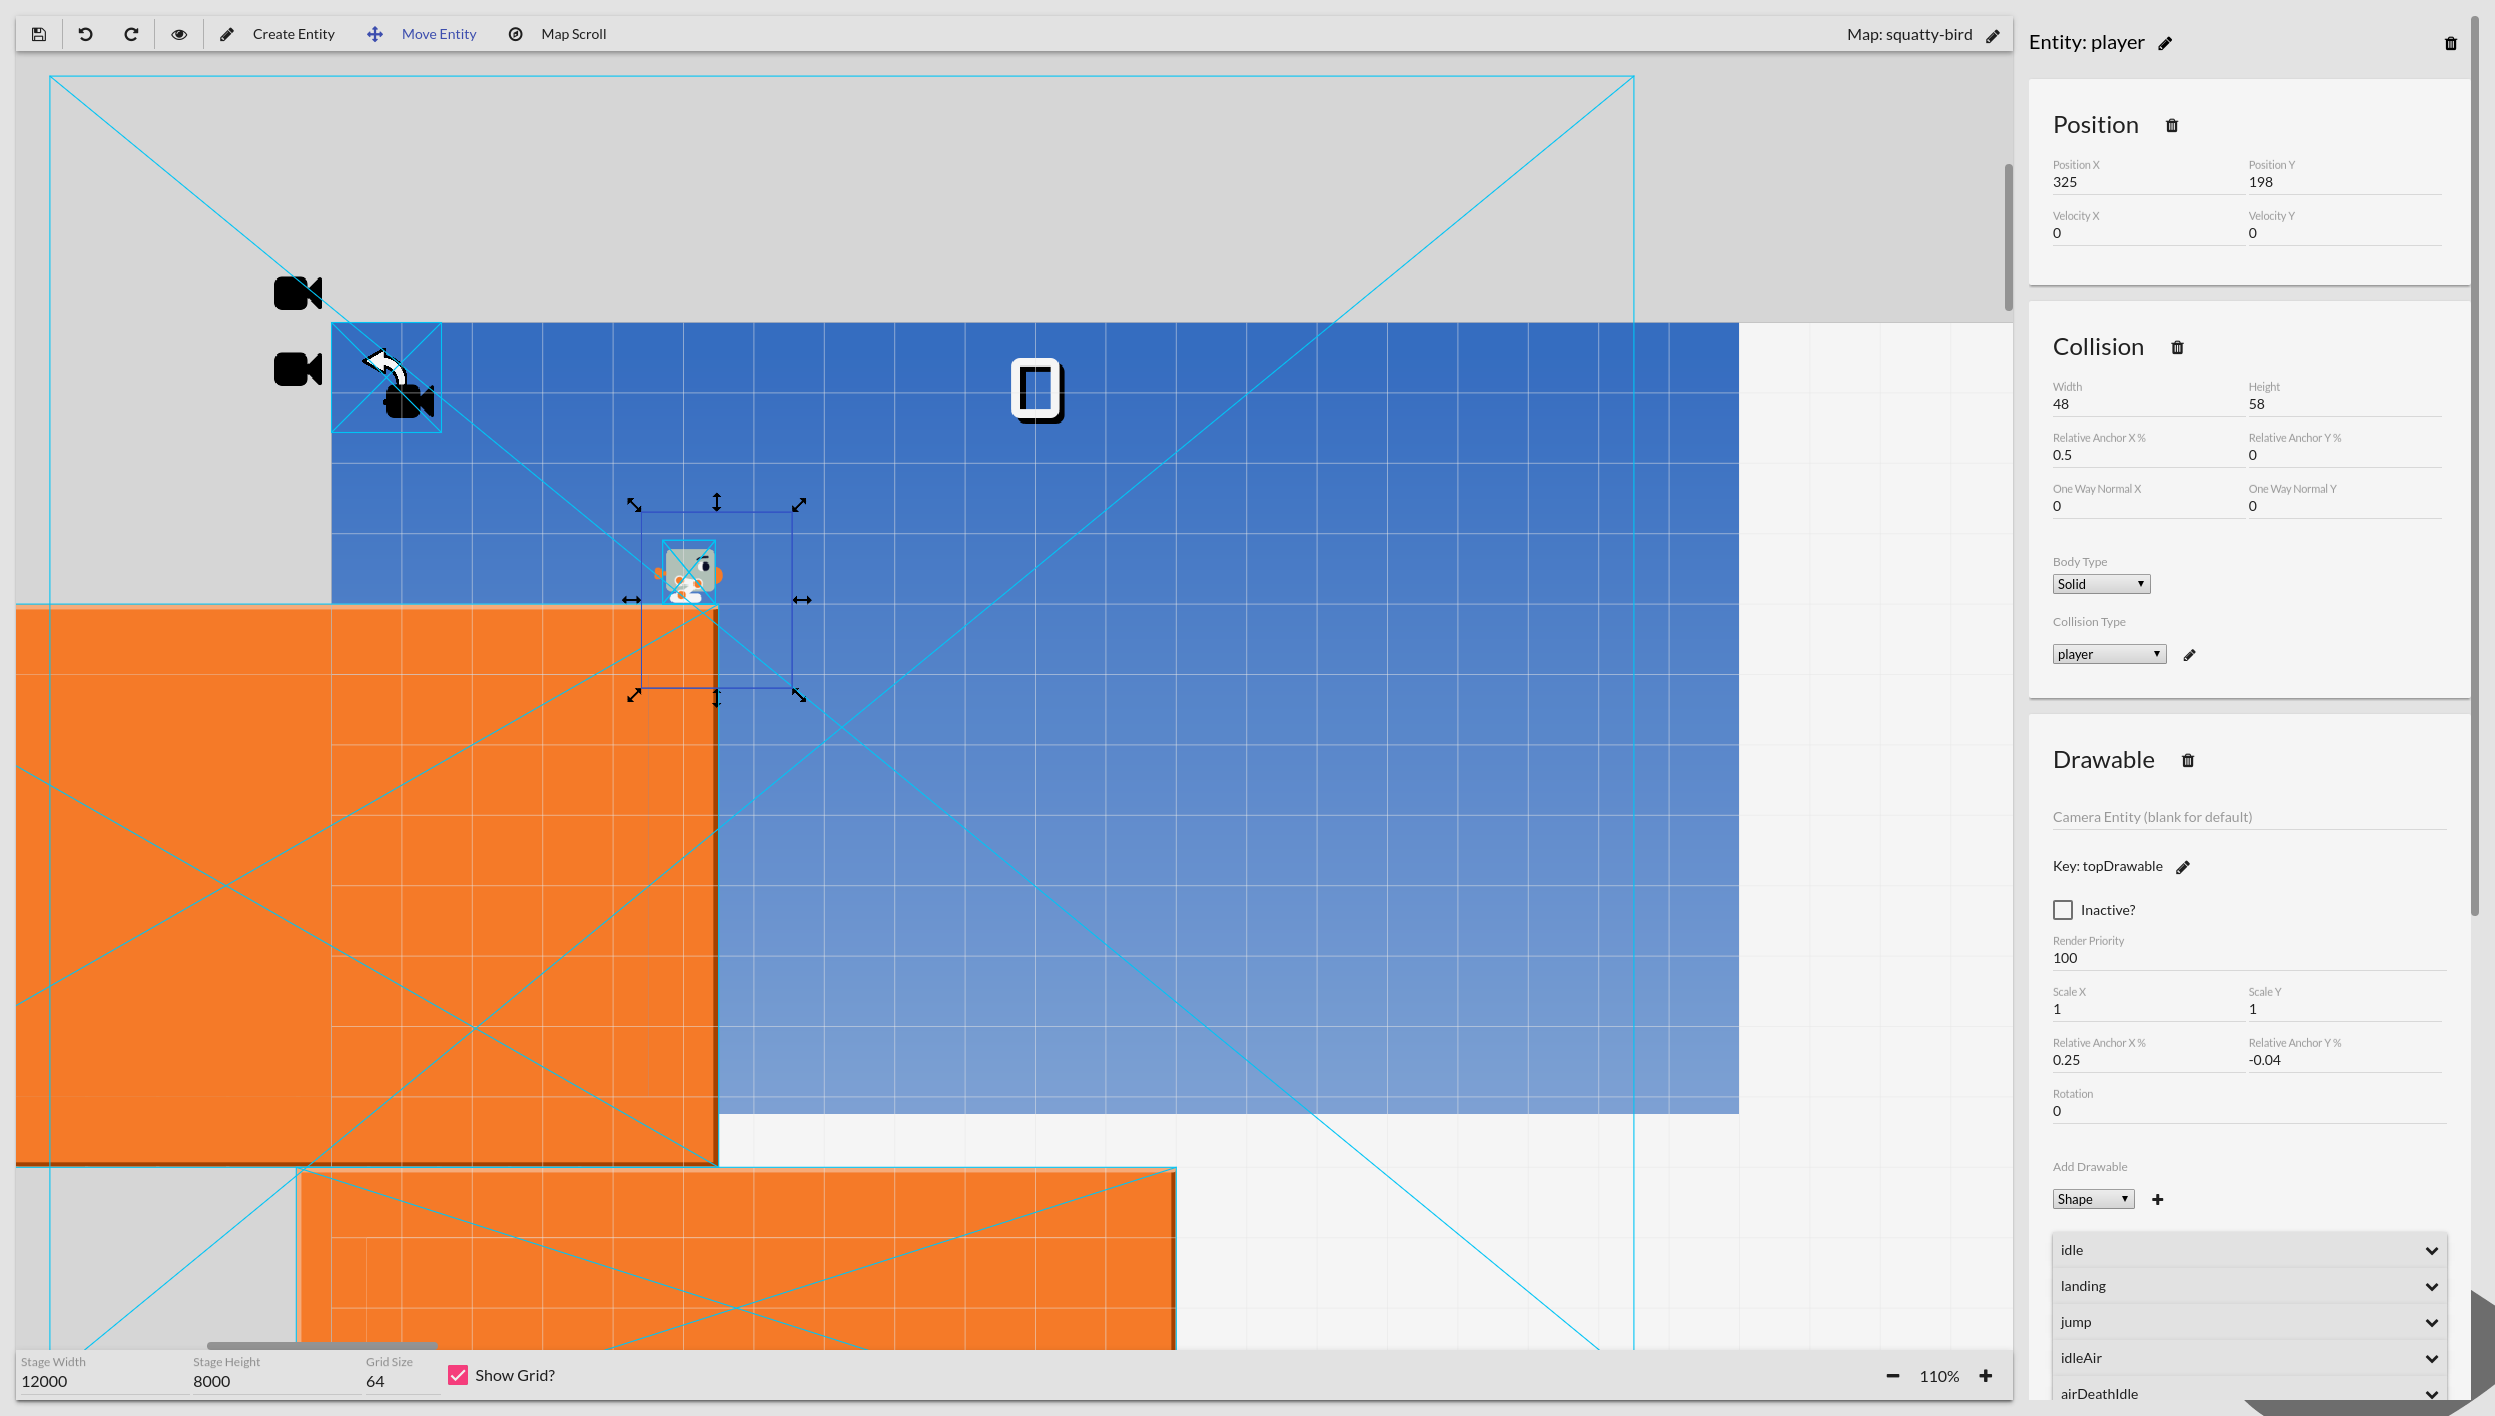 Create Entity Move Entity Map Scroll Map: squatty-bird
Entity: player
Position
Position X Position Y
325 198
Velocity X Velocity Y
0 0
Collision
Width Height
48 58
Relative Anchor X % Relative Anchor Y %
0.5 0
One Way Normal X One Way Normal Y
0 0
Body Type
Solid
Collision Type
player
Drawable
Camera Entity (blank for default)
Key: topDrawable
Inactive?
Render Priority
100
Scale X Scale Y
1 1
Relative Anchor X % Relative Anchor Y %
0.25 -0.04
Rotation
0
Add Drawable
Shape
idle
landing
jump
idleAir
airDeathIdle
0
Stage Width Stage Height Grid Size
12000 8000 64
Show Grid?
110%